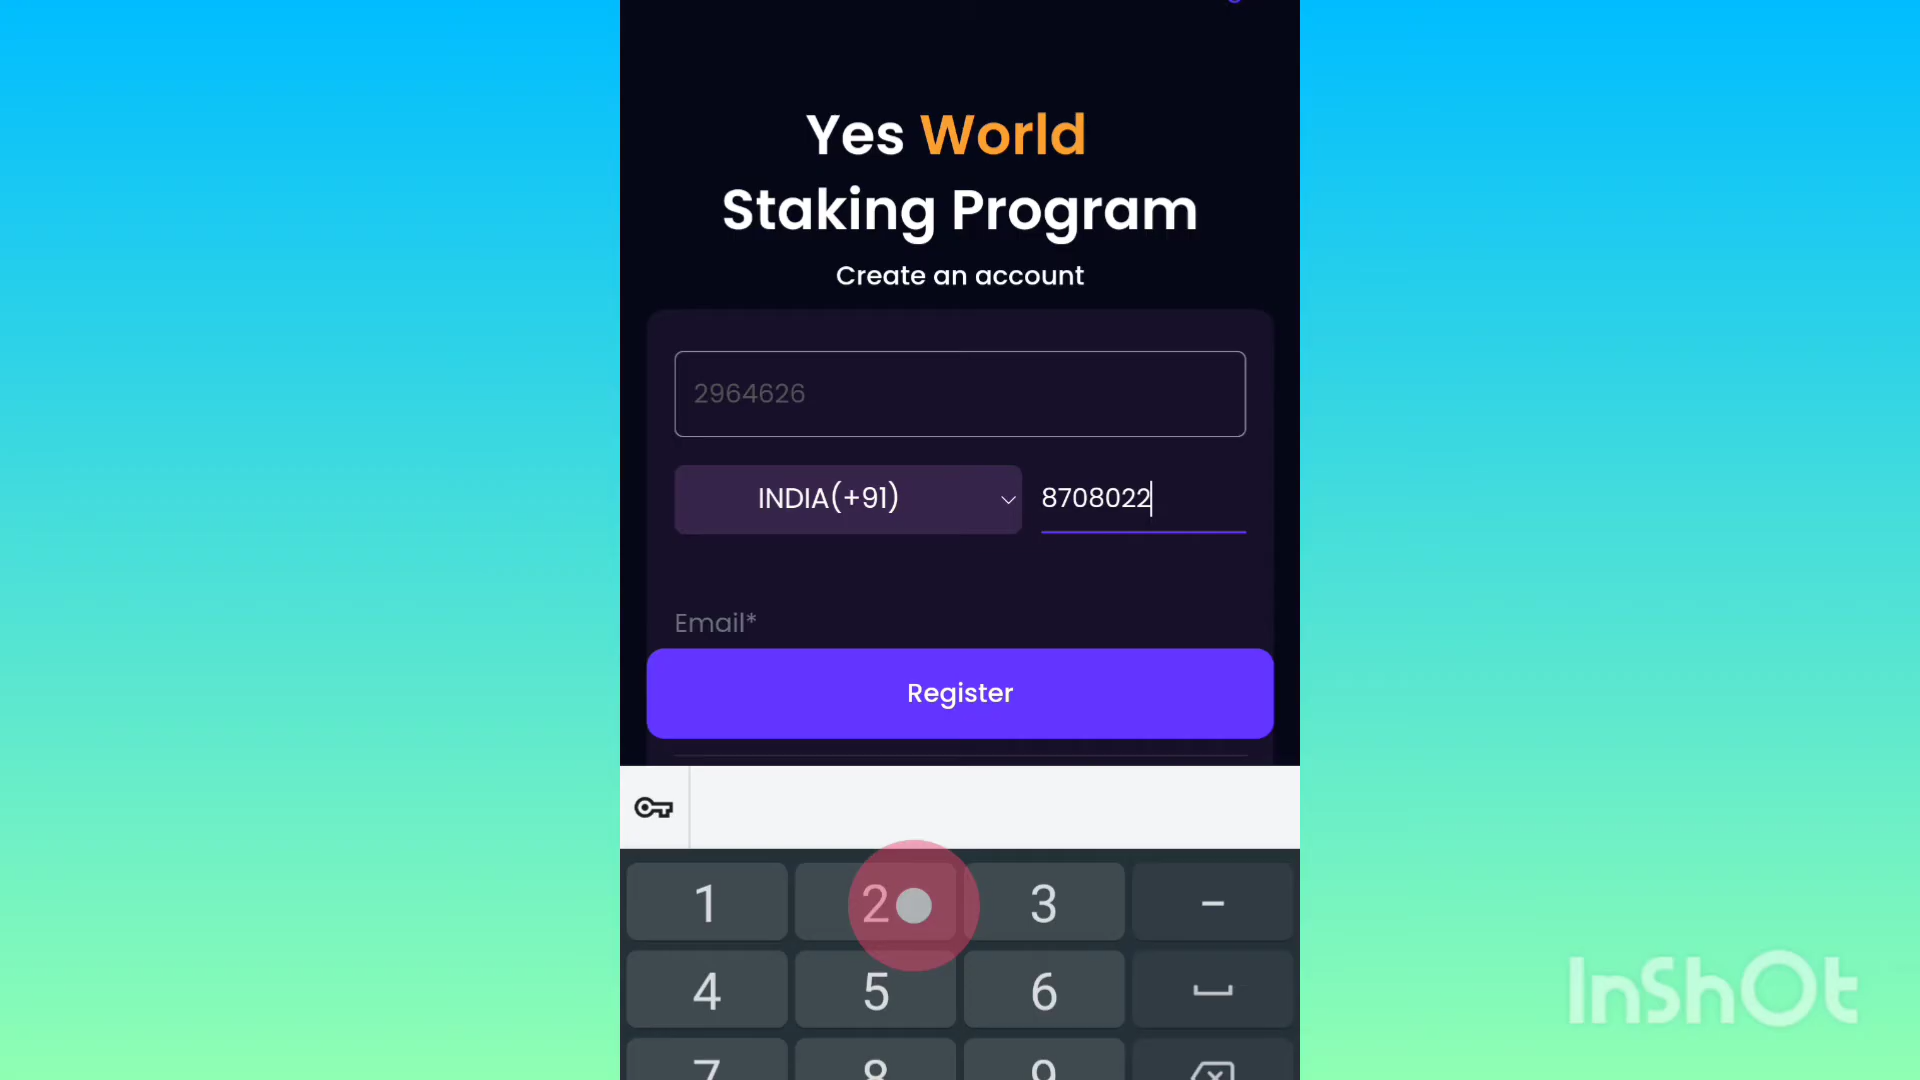 Yes World
Staking Program
Create an account
2964626
INDIA(+91)
8708022
Email*
Register
1 2 3 -
4 5 6
7 8 9
InShOt